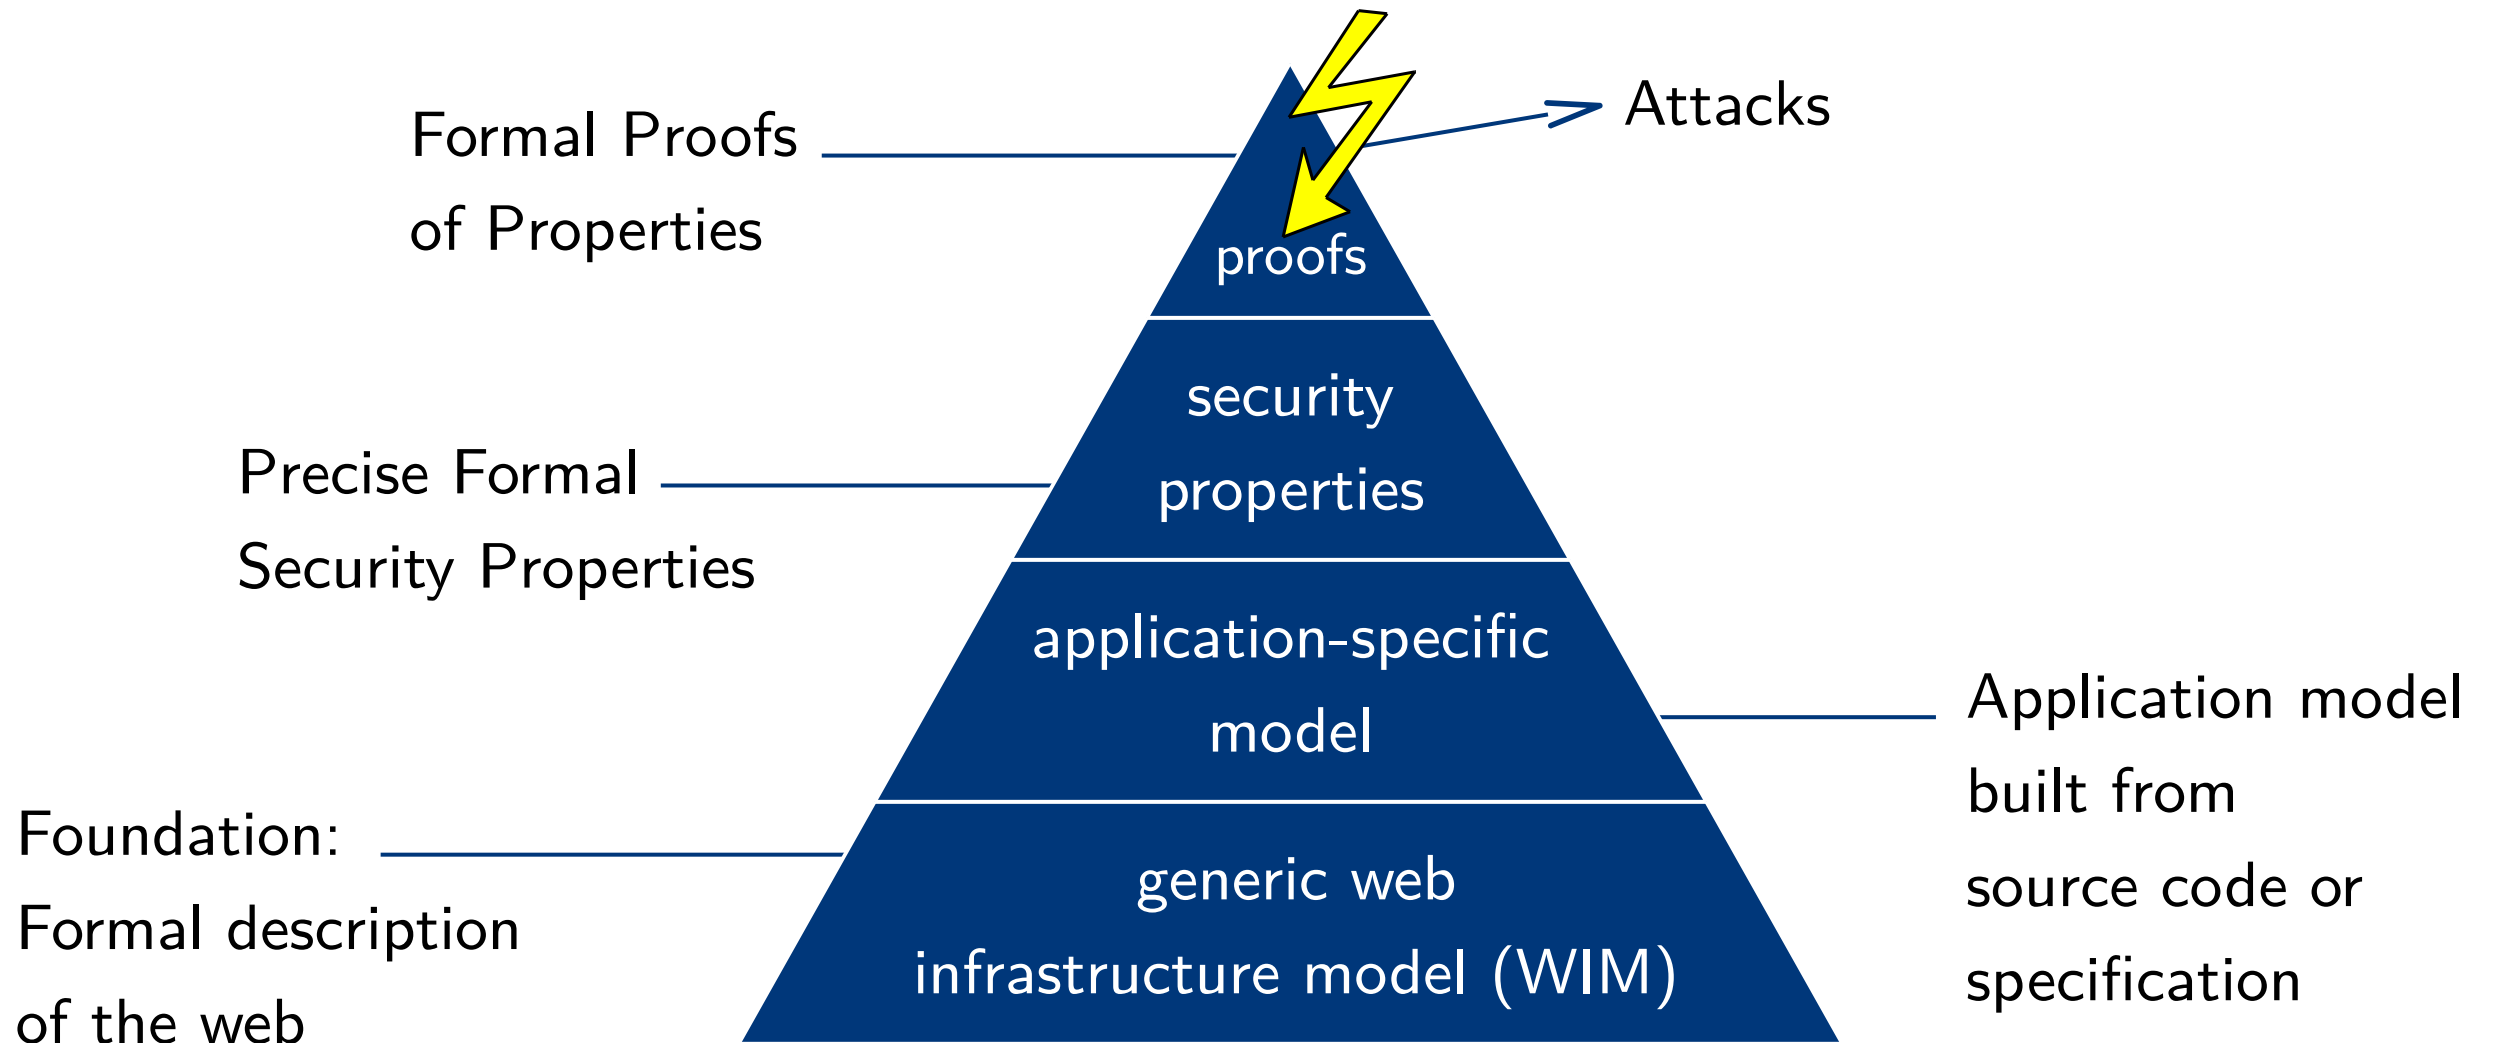 Formal Proofs
of Properties
Attacks
proofs
security
properties
Precise Formal
Security Properties
application-specific
model
Application model
built from
source code or
specification
Foundation:
Formal description
of the web
generic web
infrastructure model (WIM)